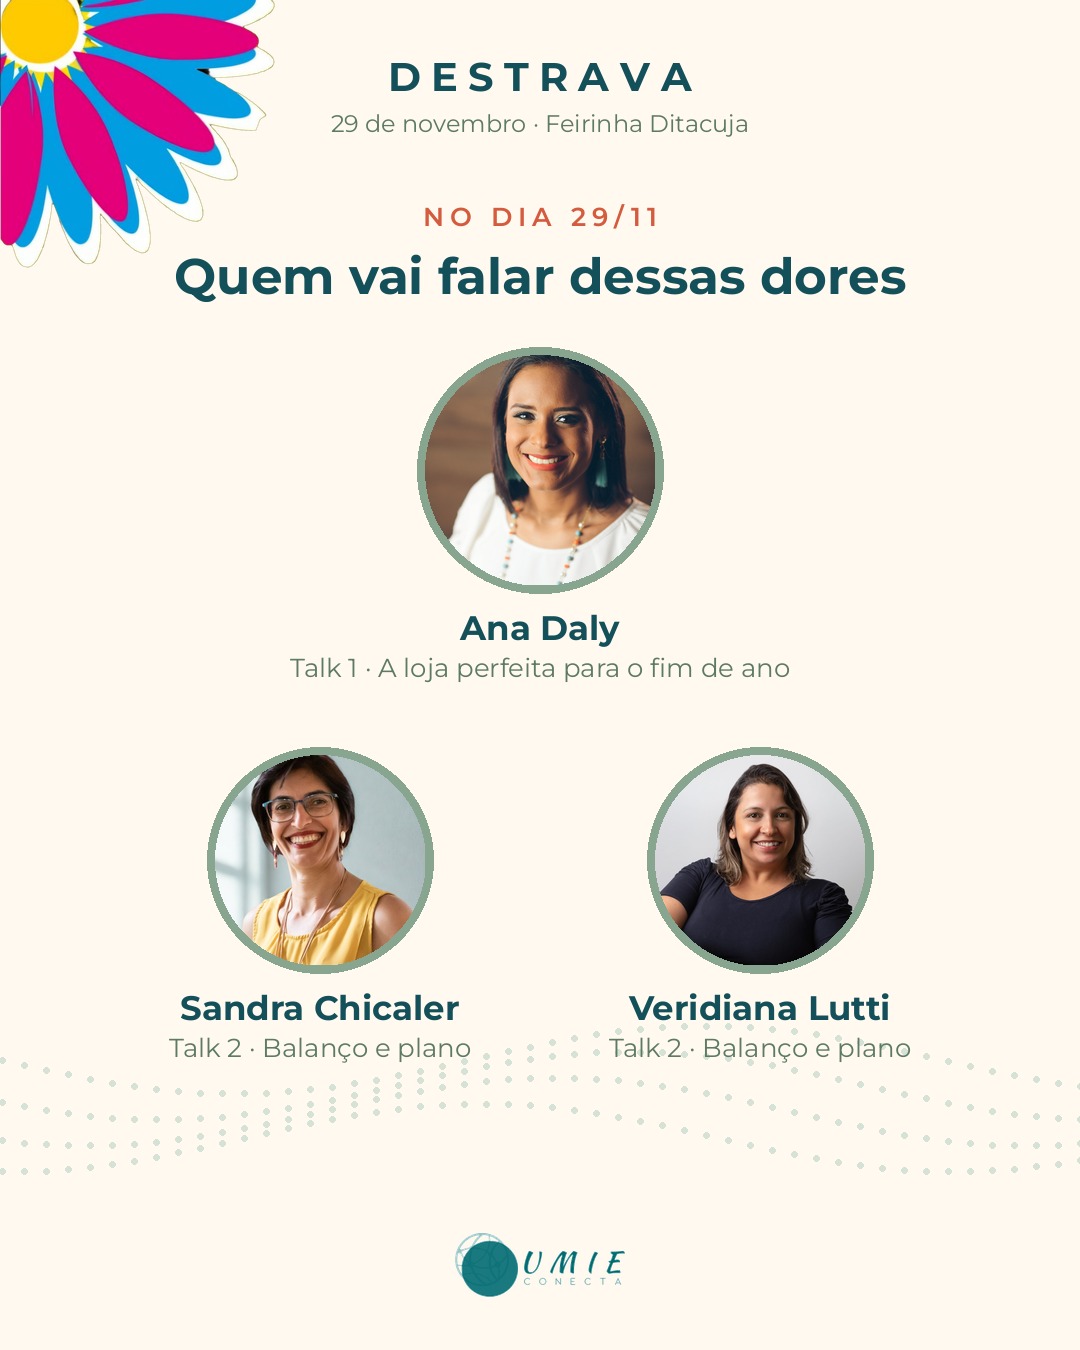 DESTRAVA
29 de novembro · Feirinha Ditacuja
NO DIA 29/11
Quem vai falar dessas dores
Ana Daly
Talk 1 · A loja perfeita para o fim de ano
Sandra Chicaler
Talk 2 · Balanço e plano
Veridiana Lutti
Talk 2 · Balanço e plano
UMIE
CONECTA